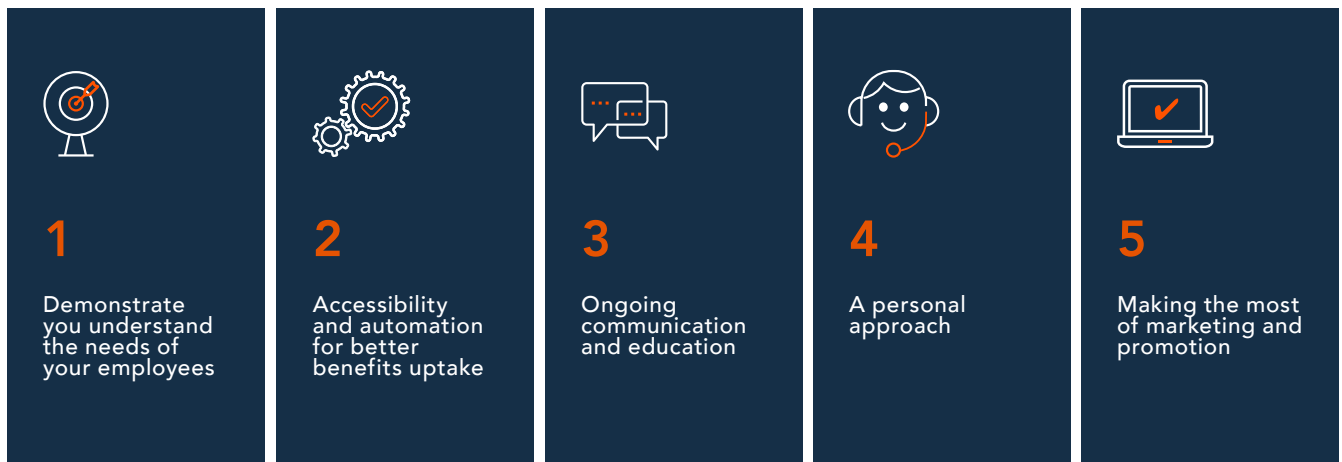 1
Demonstrate
you understand
the needs of
your employees
2
Accessibility
and automation
for better
benefits uptake
3
Ongoing
communication
and education
4
A personal
approach
5
Making the most
of marketing and
promotion